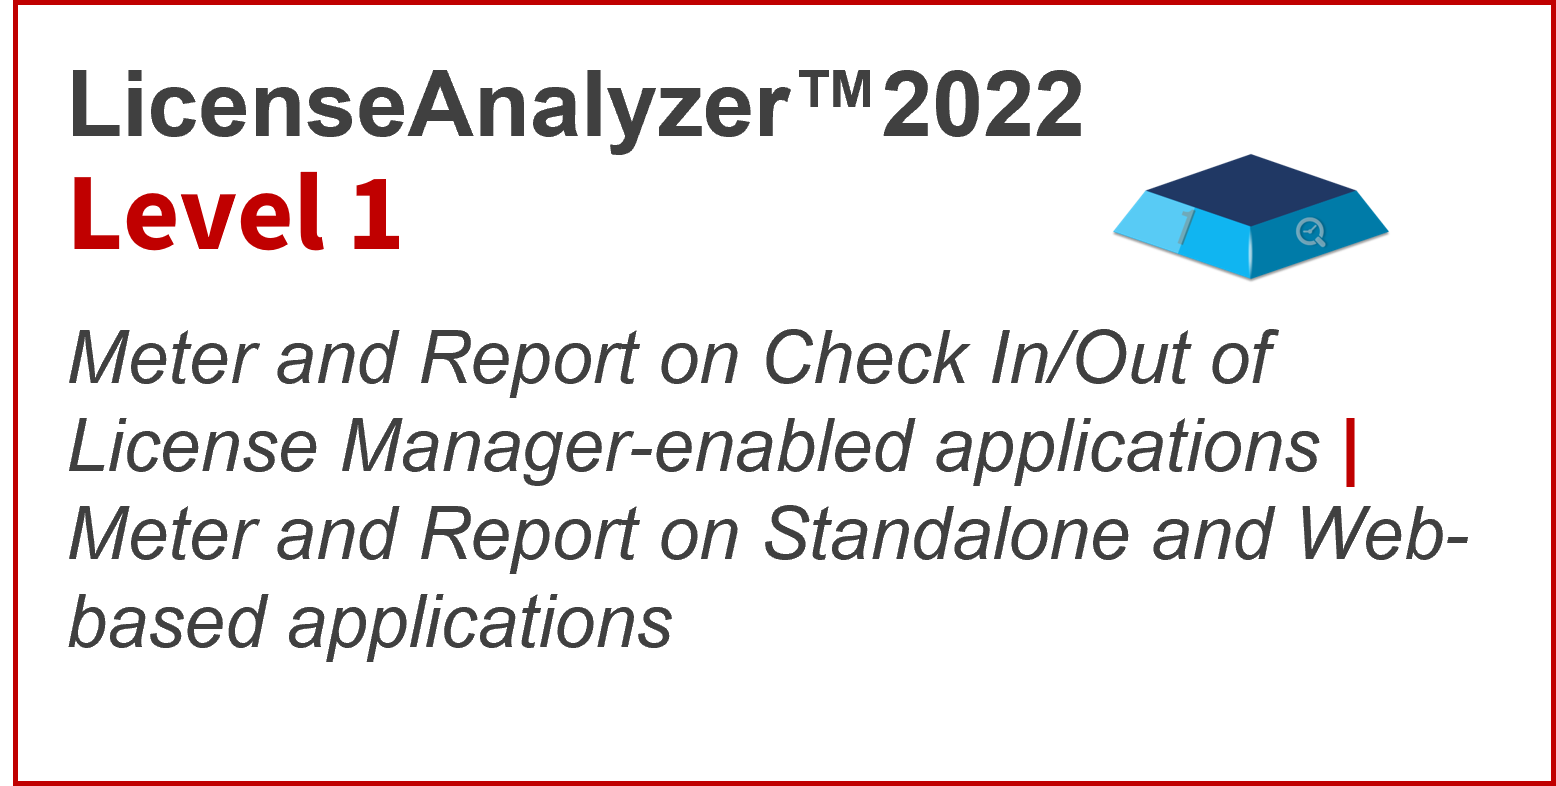 LicenseAnalyzer™2022
Level 1
1
Meter and Report on Check In/Out of
License Manager-enabled applications |
Meter and Report on Standalone and Web-
based applications